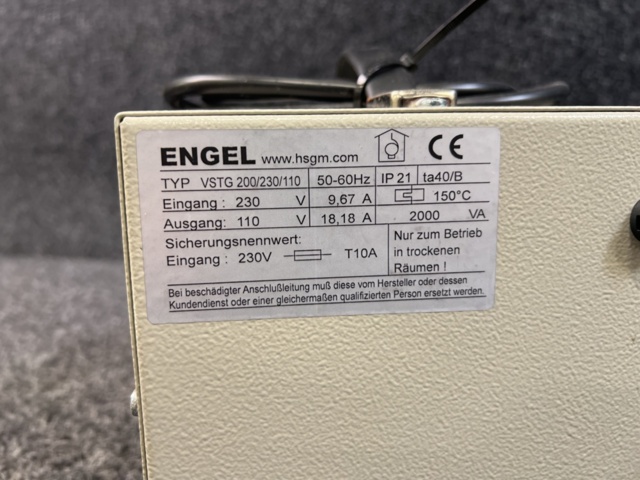 ENGEL www.hsgm.com CE
TYP VSTG 200/230/110 50-60Hz IP 21 ta40/B
Eingang: 230 V 9,67 A 150°C
Ausgang: 110 V 18,18 A 2000 VA
Sicherungsnennwert:
Eingang: 230V T10A
Nur zum Betrieb
in trockenen
Räumen !
Bei beschädigter Anschlußleitung muß diese vom Hersteller oder dessen
Kundendienst oder einer gleichermaßen qualifizierten Person ersetzt werden.